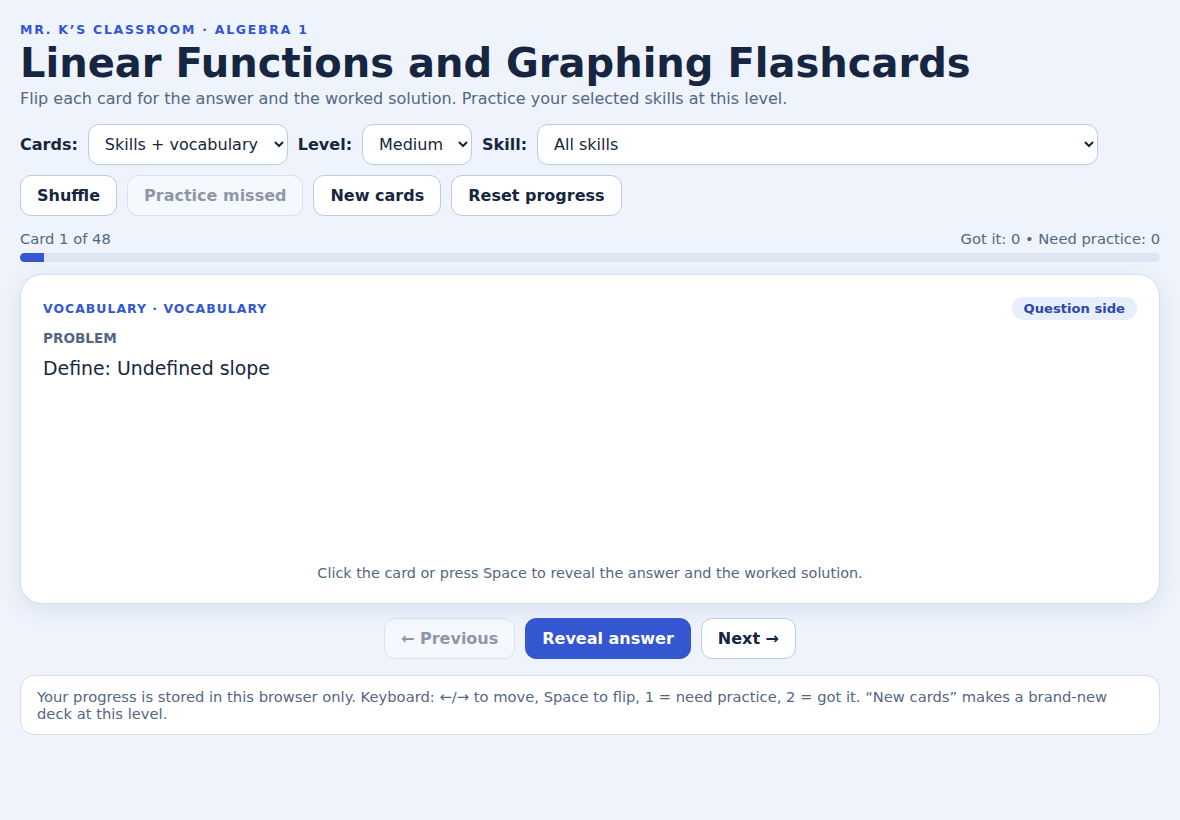 MR. K’S CLASSROOM · ALGEBRA 1
Linear Functions and Graphing Flashcards
Flip each card for the answer and the worked solution. Practice your selected skills at this level.
Cards: Skills + vocabulary Level: Medium Skill: All skills
Shuffle Practice missed New cards Reset progress
Card 1 of 48 Got it: 0 • Need practice: 0
VOCABULARY · VOCABULARY Question side
PROBLEM
Define: Undefined slope
Click the card or press Space to reveal the answer and the worked solution.
← Previous Reveal answer Next →
Your progress is stored in this browser only. Keyboard: ←/→ to move, Space to flip, 1 = need practice, 2 = got it. “New cards” makes a brand-new
deck at this level.